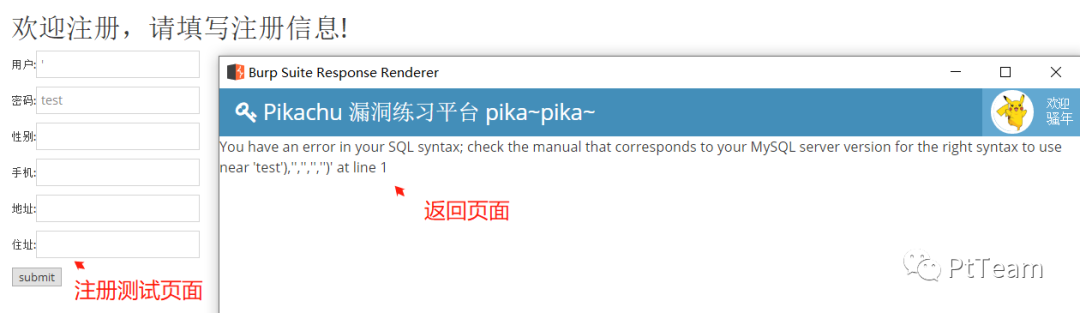 欢迎注册，请填写注册信息!
用户:
'
密码:
test
性别:
手机:
地址:
住址:
submit
注册测试页面
Burp Suite Response Renderer
Pikachu 漏洞练习平台 pika~pika~
欢迎
骚年
You have an error in your SQL syntax; check the manual that corresponds to your MySQL server version for the right syntax to use
near 'test'),'','','','')' at line 1
返回页面
PtTeam